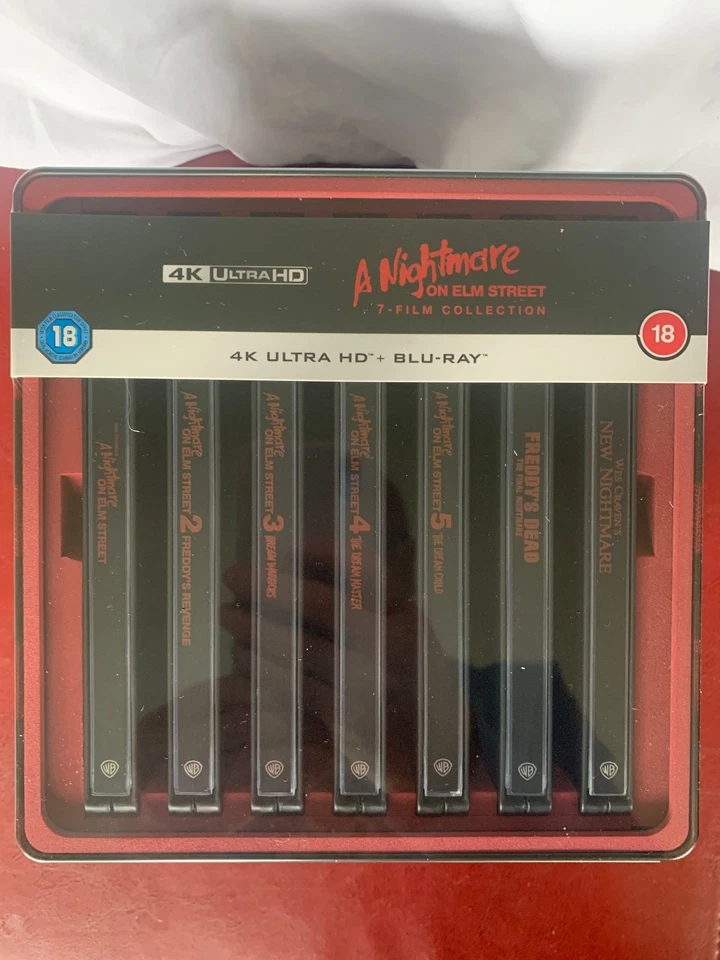 4K ULTRA HD™
A Nightmare
ON ELM STREET
7-FILM COLLECTION
18
18
4K ULTRA HD™ + BLU-RAY™
A Nightmare
ON ELM STREET
A Nightmare
ON ELM STREET 2 FREDDY'S REVENGE
A Nightmare
ON ELM STREET 3 DREAM WARRIORS
A Nightmare
ON ELM STREET 4 THE DREAM MASTER
A Nightmare
ON ELM STREET 5 THE DREAM CHILD
FREDDY'S DEAD
THE FINAL NIGHTMARE
WES CRAVEN'S
NEW NIGHTMARE
WB
WB
WB
WB
WB
WB
WB